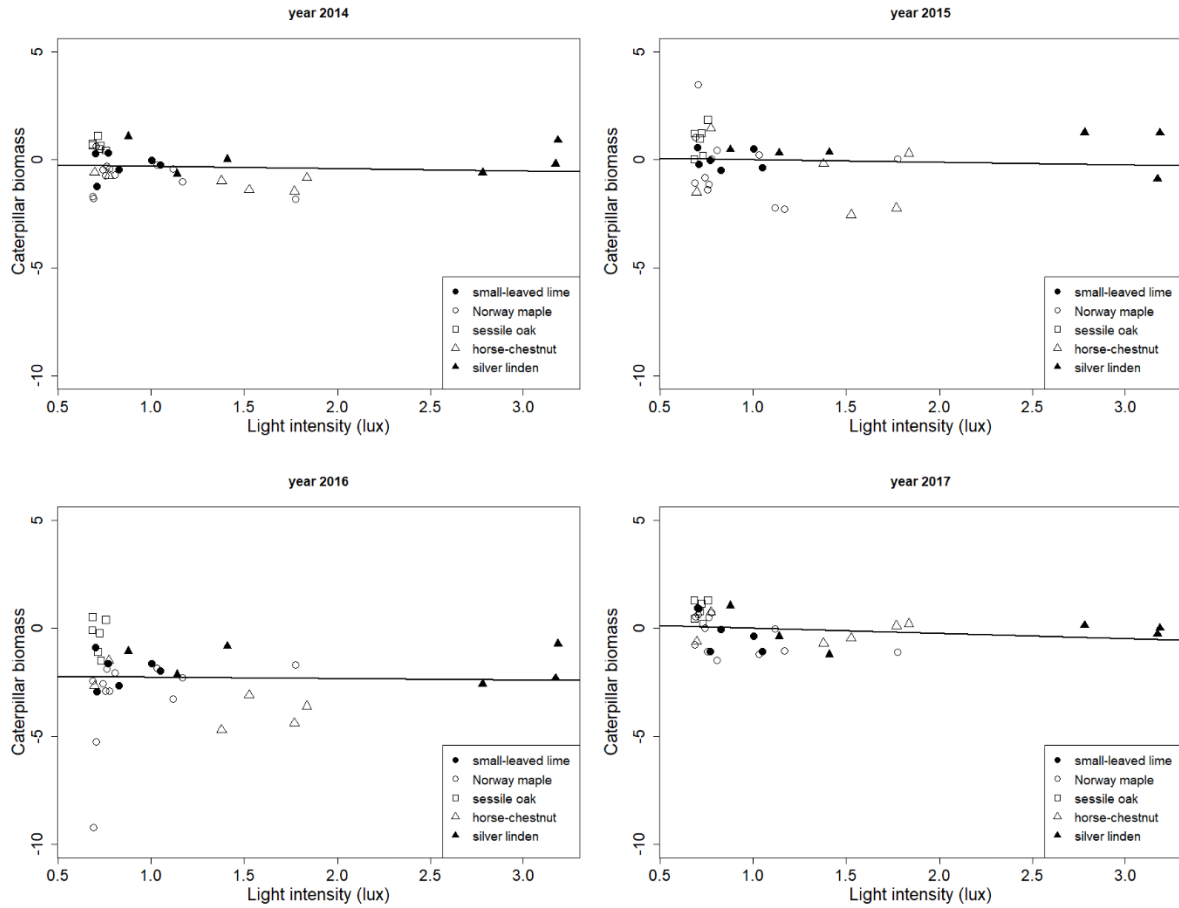 year 2014
5
0
-5
-10
Caterpillar biomass
small-leaved lime
Norway maple
sessile oak
horse-chestnut
silver linden
0.5 1.0 1.5 2.0 2.5 3.0
Light intensity (lux)
year 2015
5
0
-5
-10
Caterpillar biomass
small-leaved lime
Norway maple
sessile oak
horse-chestnut
silver linden
0.5 1.0 1.5 2.0 2.5 3.0
Light intensity (lux)
year 2016
5
0
-5
-10
Caterpillar biomass
small-leaved lime
Norway maple
sessile oak
horse-chestnut
silver linden
0.5 1.0 1.5 2.0 2.5 3.0
Light intensity (lux)
year 2017
5
0
-5
-10
Caterpillar biomass
small-leaved lime
Norway maple
sessile oak
horse-chestnut
silver linden
0.5 1.0 1.5 2.0 2.5 3.0
Light intensity (lux)